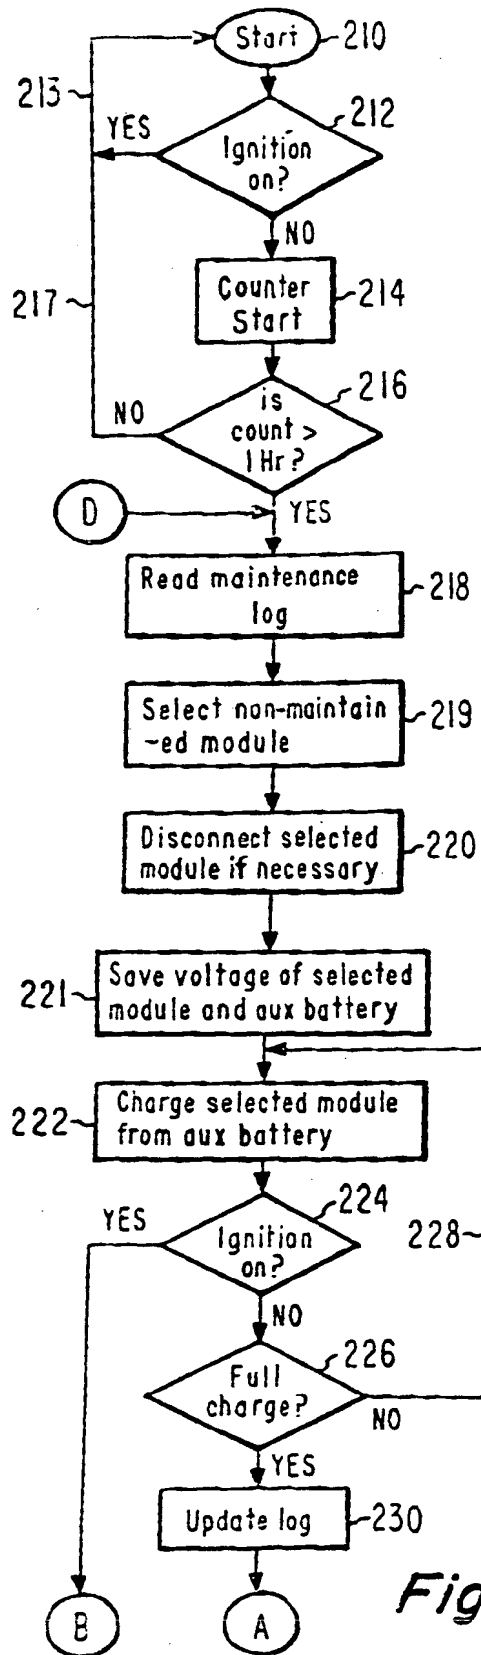 Start
210
213
212
YES
Ignition
on?
NO
Counter
Start
214
217
216
is
count >
1 Hr?
NO
D
YES
Read maintenance
log
218
Select non-maintain
-ed module
219
Disconnect selected
module if necessary
220
221
Save voltage of selected
module and aux battery
222
Charge selected module
from aux battery
YES
224
Ignition
on?
228
NO
226
Full
charge?
NO
YES
Update log
230
B
A
Fig